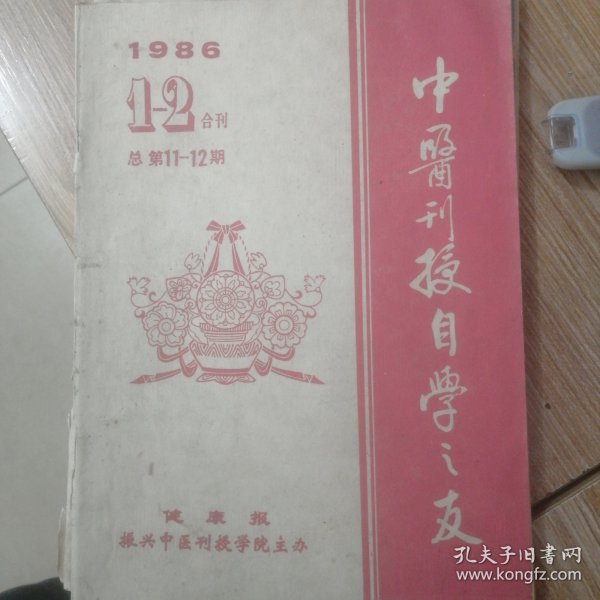 1986
1-2 合刊
总第11-12期
中醫刊授自學之友
健康报
振兴中医刊授学院主办
孔夫子旧书网
www.kongfz.com